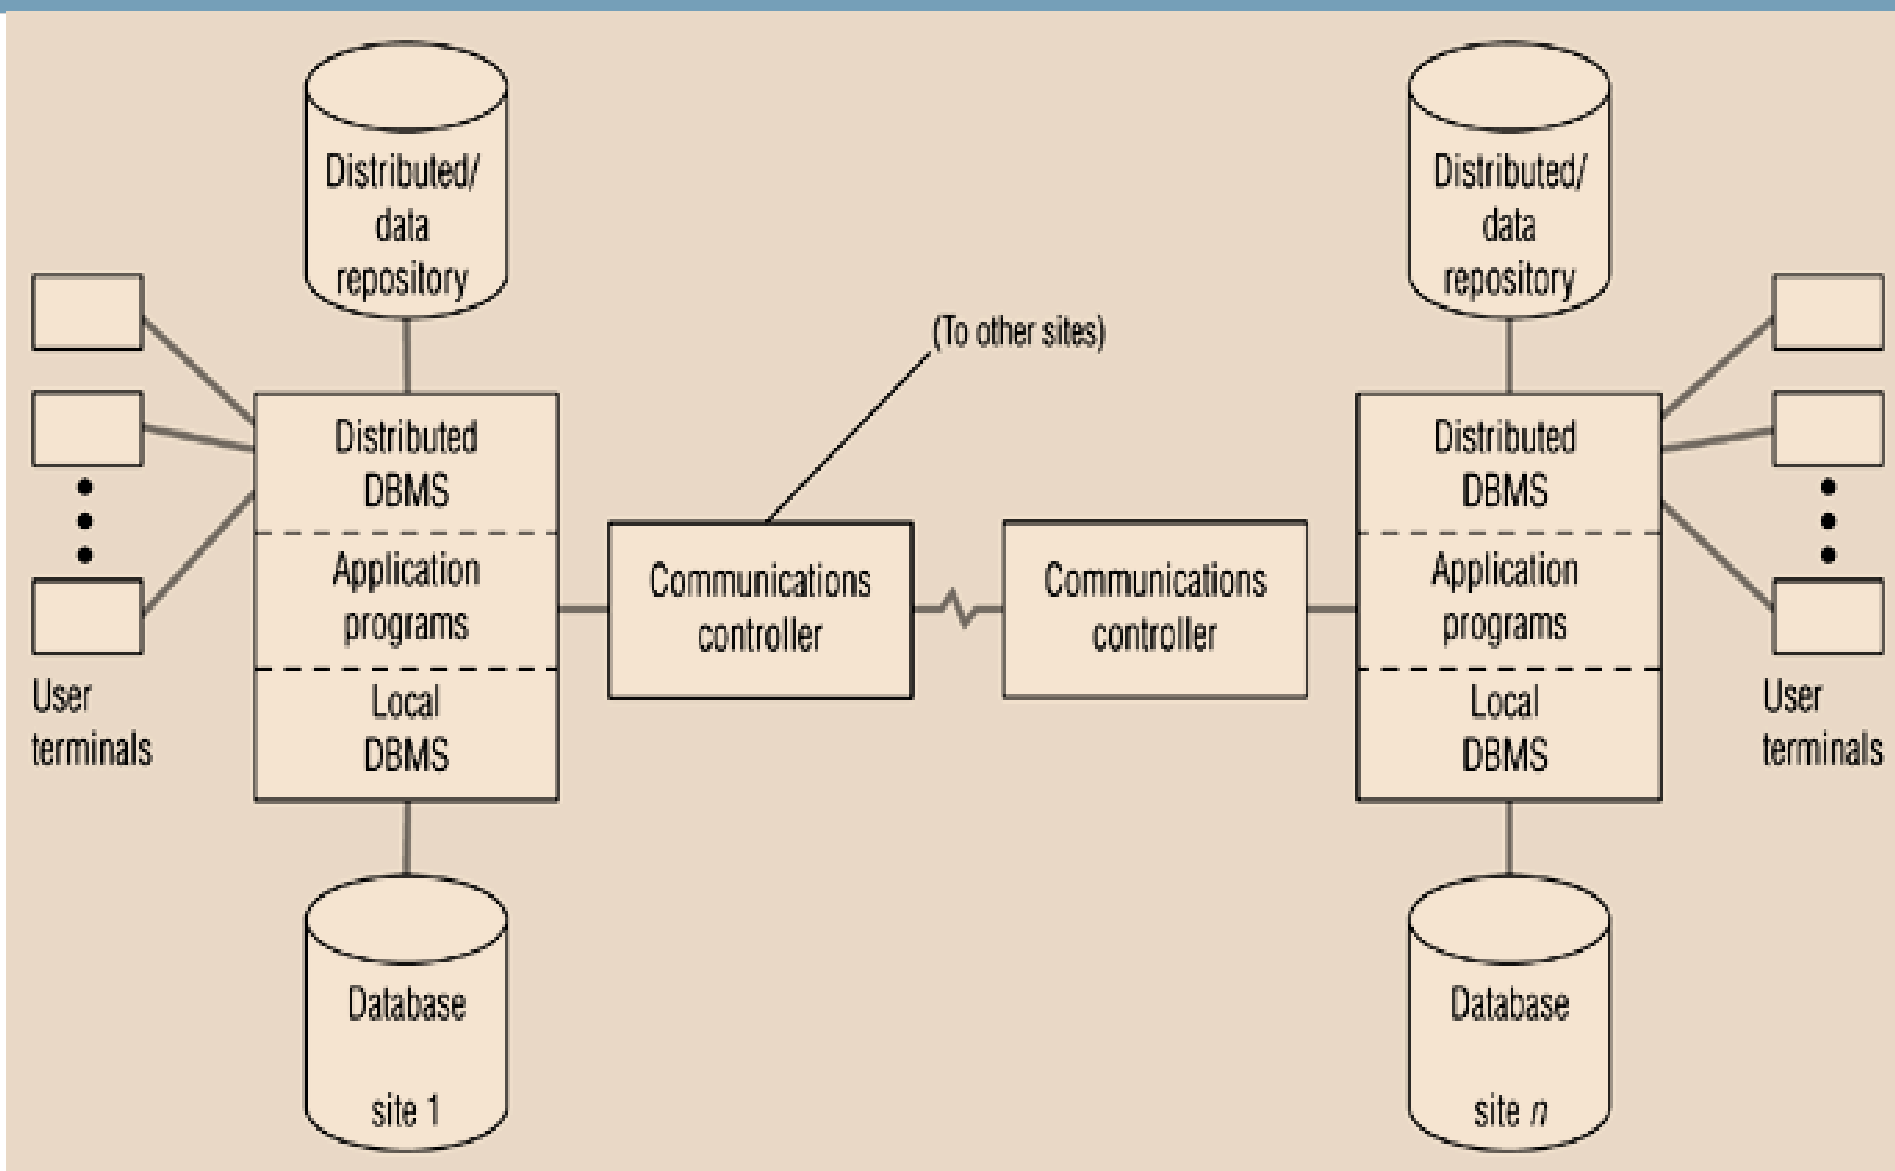 Distributed/
data
repository
Distributed/
data
repository
(To other sites)
Distributed
DBMS
Application
programs
Local
DBMS
Communications
controller
Communications
controller
Distributed
DBMS
Application
programs
Local
DBMS
User
terminals
User
terminals
Database
site 1
Database
site n